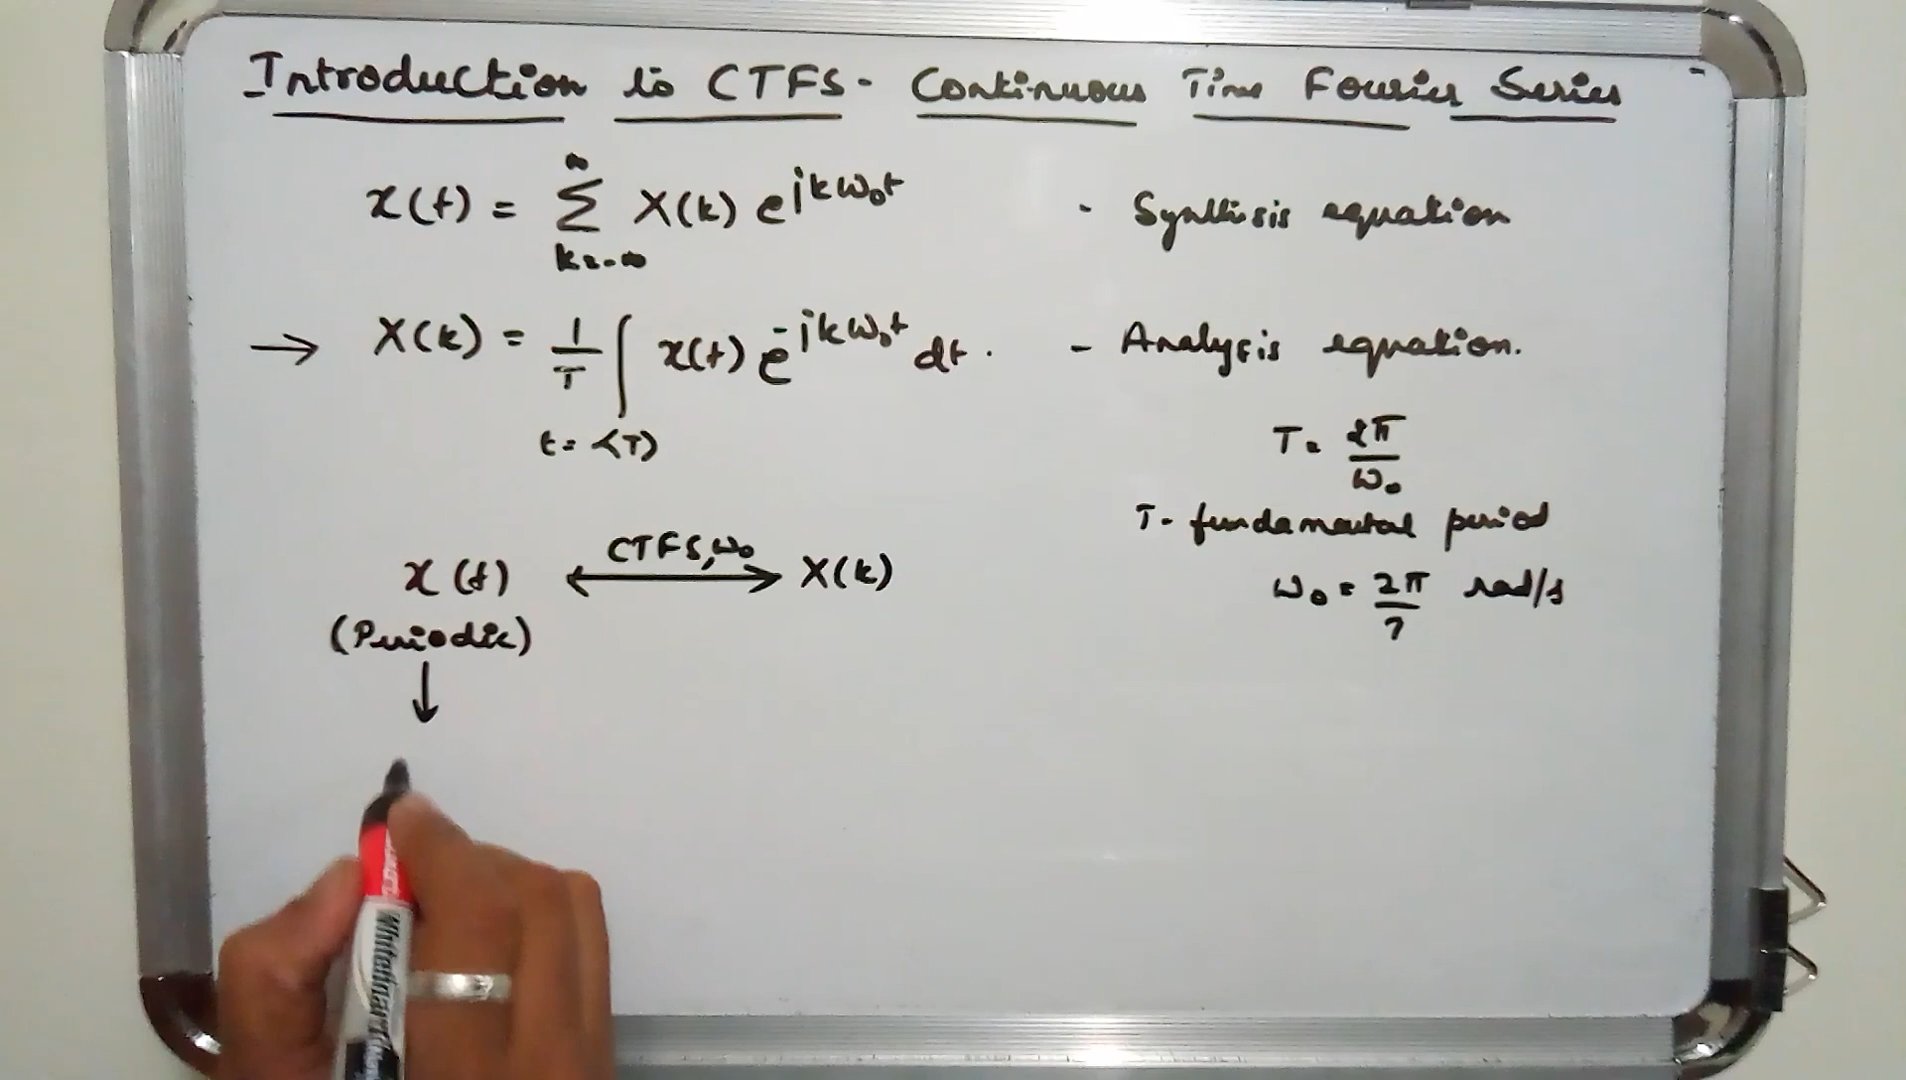 Introduction to CTFS - Continuous Time Fourier Series
x(t) = ∞ ∑ k=-∞ X(k) e^jkω₀t - Synthesis equation
→ X(k) = 1/T ∫ t=<T> x(t) e^-jkω₀t dt. - Analysis equation.
T = 2π/ω₀
T - fundamental period
x(t) ←CTFS, ω₀→ X(k)
ω₀ = 2π/? rad/s
(Periodic)
↓
Whiteboard